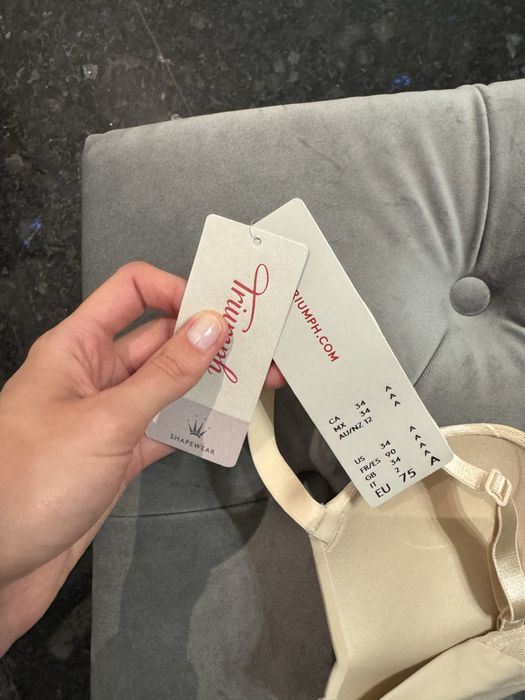 Triumph
SHAPEWEAR
TRIUMPH.COM
CA 34 A
MX 34 A
AU/NZ 12 A
US 34 A
FR/ES 90 A
GB 34 A
IT 2 A
EU 75 A